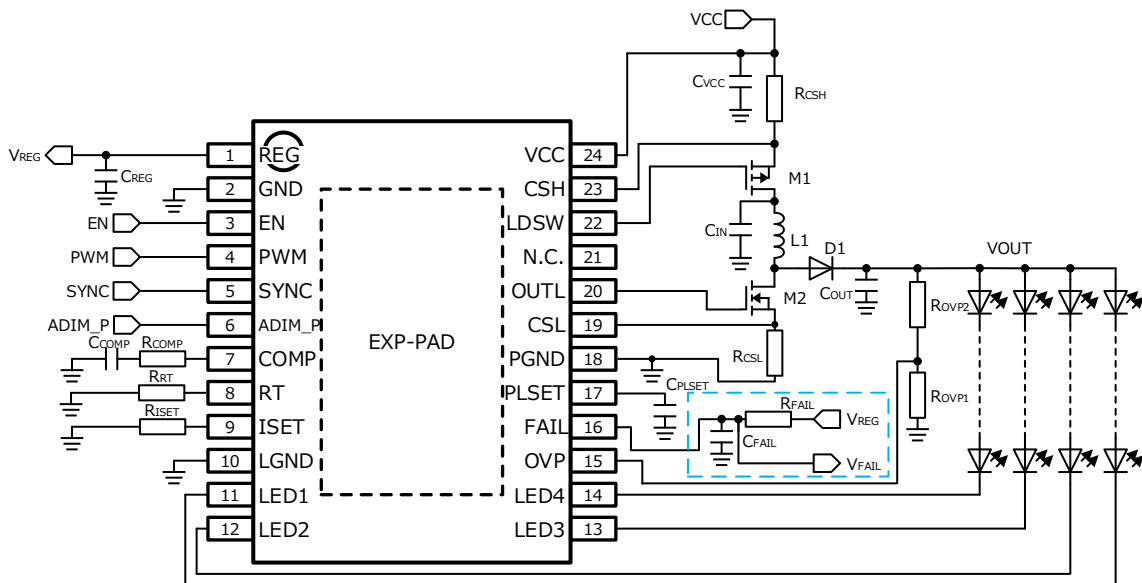 VCC
CVCC
RCSH
VREG
CREG
1 REG
2 GND
EN 3 EN
PWM 4 PWM
SYNC 5 SYNC
ADIM_P 6 ADIM_P
CCOMP RCOMP 7 COMP
RRT 8 RT
RISET 9 ISET
10 LGND
11 LED1
12 LED2
EXP-PAD
VCC 24
CSH 23
LDSW 22
N.C. 21
OUTL 20
CSL 19
PGND 18
PLSET 17
FAIL 16
OVP 15
LED4 14
LED3 13
M1
CIN
L1
D1
VOUT
M2
COUT
RCSL
ROVP2
ROVP1
CPLSET
RFAIL
VREG
CFAIL
VFAIL